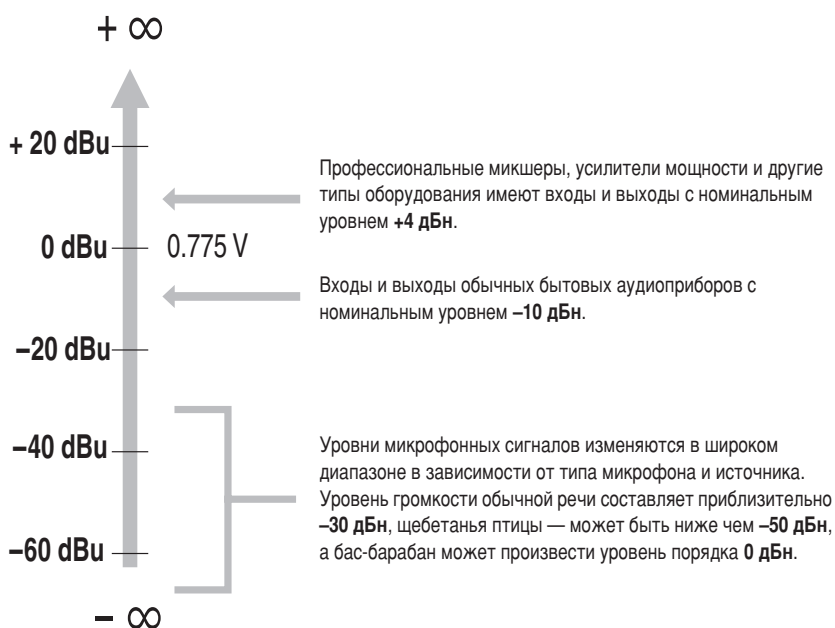 + ∞
+ 20 dBu
Профессиональные микшеры, усилители мощности и другие
типы оборудования имеют входы и выходы с номинальным
уровнем +4 дБн.
0 dBu
0.775 V
Входы и выходы обычных бытовых аудиоприборов с
номинальным уровнем –10 дБн.
–20 dBu
–40 dBu
Уровни микрофонных сигналов изменяются в широком
диапазоне в зависимости от типа микрофона и источника.
Уровень громкости обычной речи составляет приблизительно
–30 дБн, щебетанья птицы — может быть ниже чем –50 дБн,
а бас-барабан может произвести уровень порядка 0 дБн.
–60 dBu
– ∞